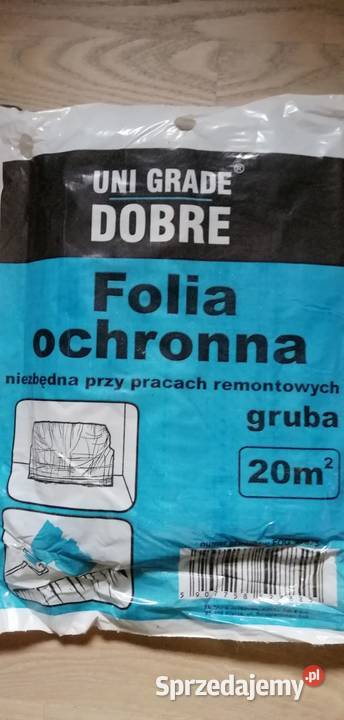 UNI GRADE®
DOBRE
Folia
ochronna
niezbędna przy pracach remontowych
gruba
20m²
Sprzedajemy.pl